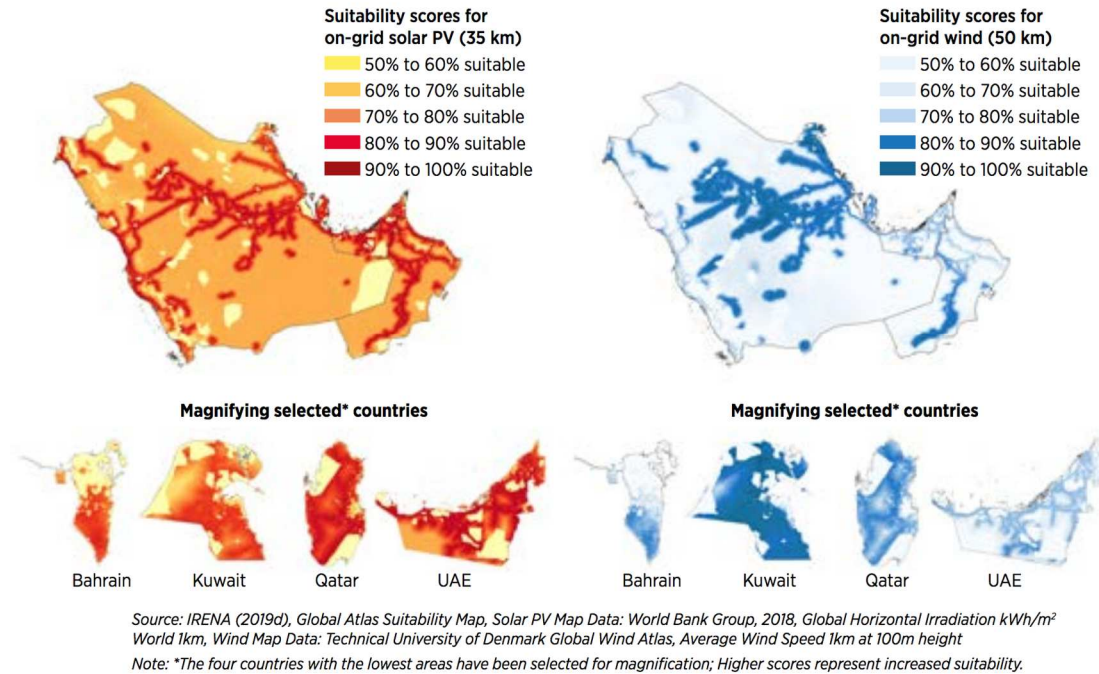 Suitability scores for
on-grid solar PV (35 km)
50% to 60% suitable
60% to 70% suitable
70% to 80% suitable
80% to 90% suitable
90% to 100% suitable
Suitability scores for
on-grid wind (50 km)
50% to 60% suitable
60% to 70% suitable
70% to 80% suitable
80% to 90% suitable
90% to 100% suitable
Magnifying selected* countries
Bahrain
Kuwait
Qatar
UAE
Magnifying selected* countries
Bahrain
Kuwait
Qatar
UAE
Source: IRENA (2019d), Global Atlas Suitability Map, Solar PV Map Data: World Bank Group, 2018, Global Horizontal Irradiation kWh/m²
World 1km, Wind Map Data: Technical University of Denmark Global Wind Atlas, Average Wind Speed 1km at 100m height
Note: *The four countries with the lowest areas have been selected for magnification; Higher scores represent increased suitability.